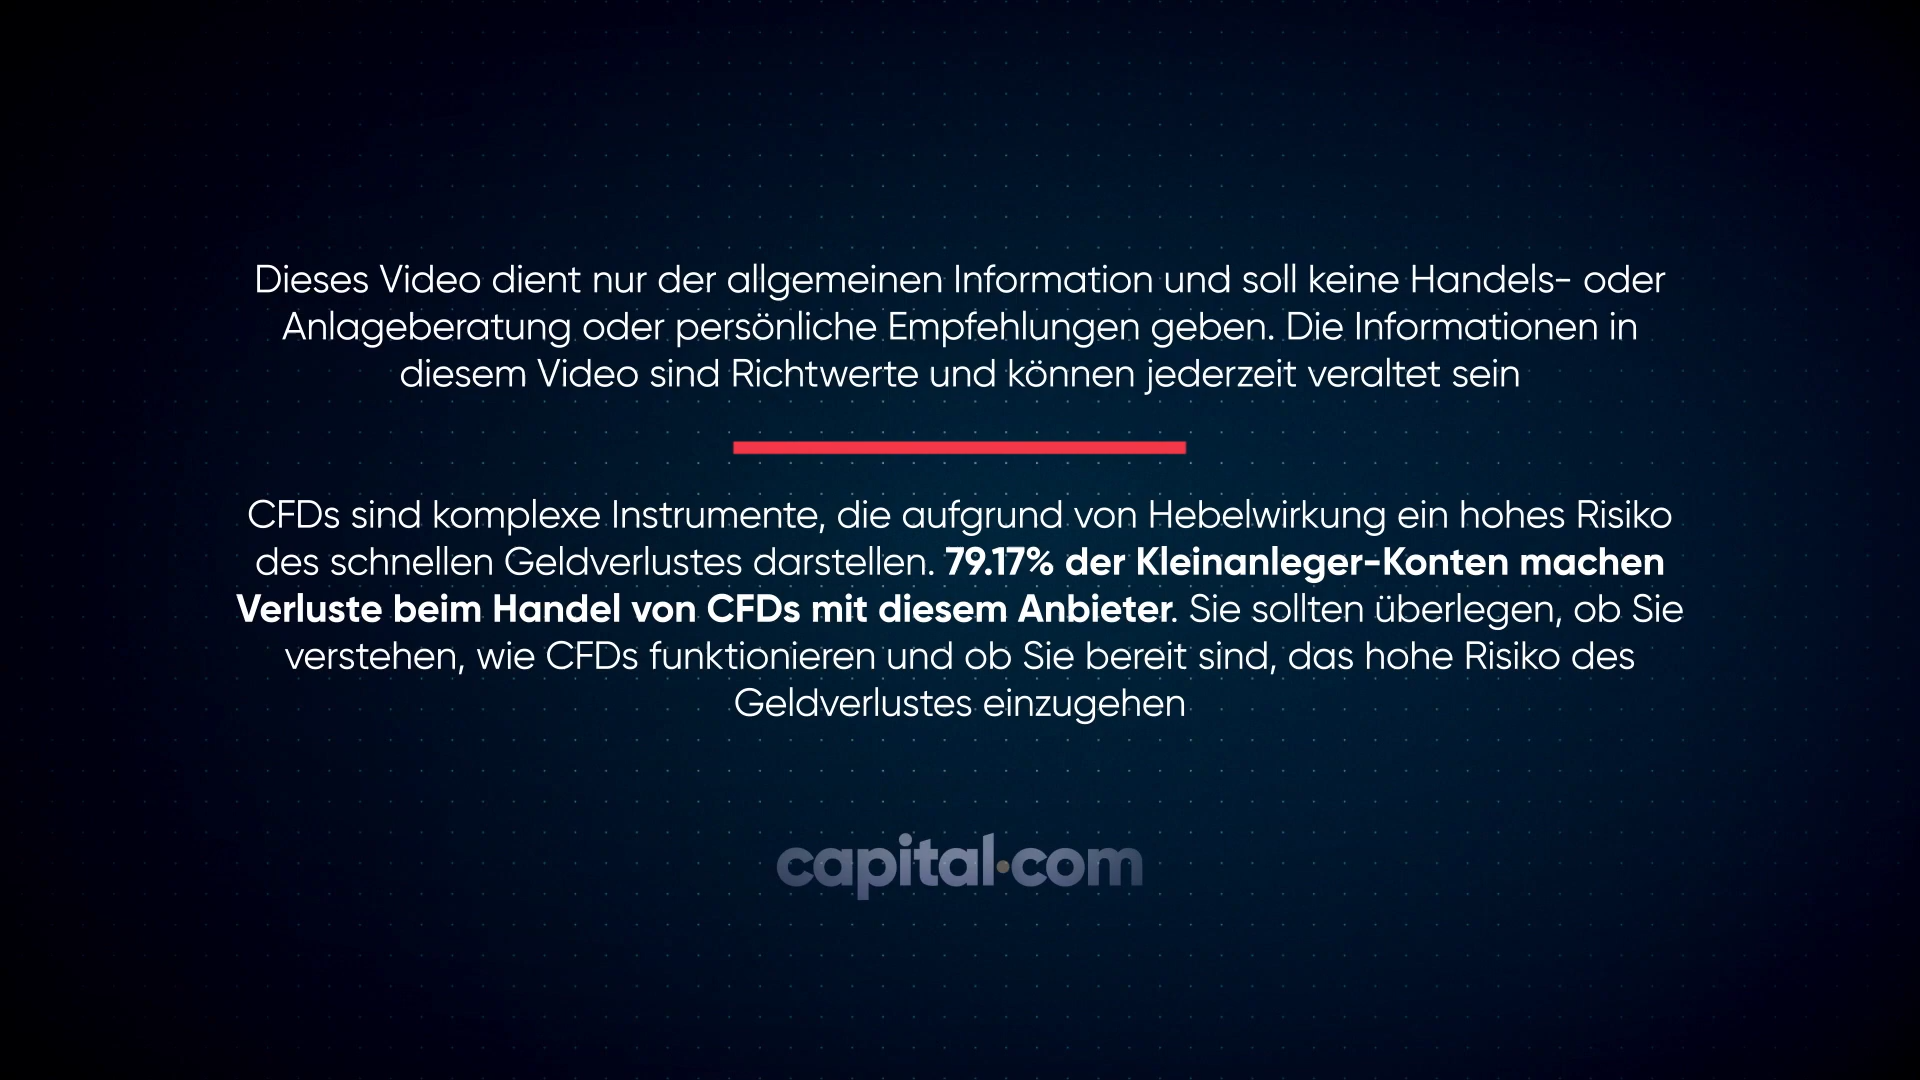 Dieses Video dient nur der allgemeinen Information und soll keine Handels- oder
Anlageberatung oder persönliche Empfehlungen geben. Die Informationen in
diesem Video sind Richtwerte und können jederzeit veraltet sein
CFDs sind komplexe Instrumente, die aufgrund von Hebelwirkung ein hohes Risiko
des schnellen Geldverlustes darstellen. 79.17% der Kleinanleger-Konten machen
Verluste beim Handel von CFDs mit diesem Anbieter. Sie sollten überlegen, ob Sie
verstehen, wie CFDs funktionieren und ob Sie bereit sind, das hohe Risiko des
Geldverlustes einzugehen
capital.com